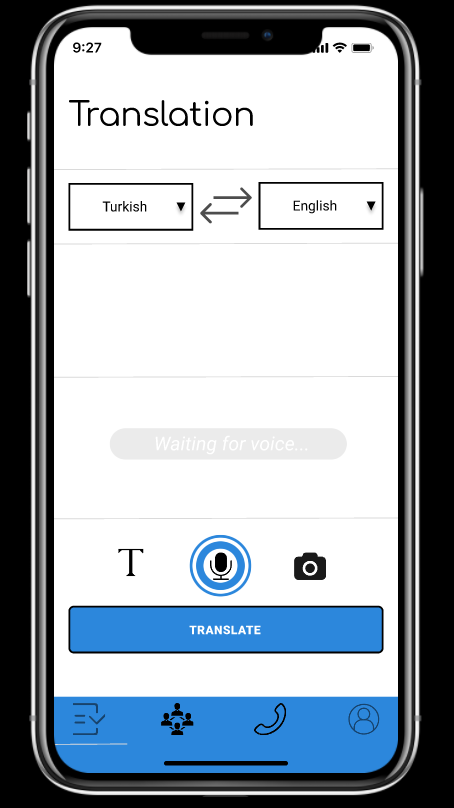 9:27
Translation
Turkish
English
Waiting for voice...
T
TRANSLATE